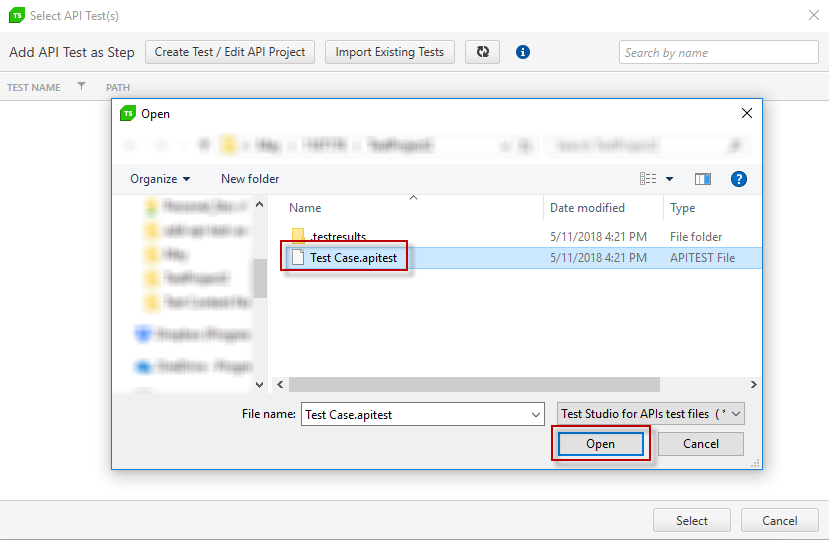 TS Select API Test(s)
Add API Test as Step Create Test / Edit API Project Import Existing Tests i Search by name
TEST NAME PATH
TS Open
Organize New folder ?
Name Date modified Type
.testresults 5/11/2018 4:21 PM File folder
Test Case.apitest 5/11/2018 4:21 PM APITEST File
File name: Test Case.apitest Test Studio for APIs test files ( *
Open Cancel
Select Cancel